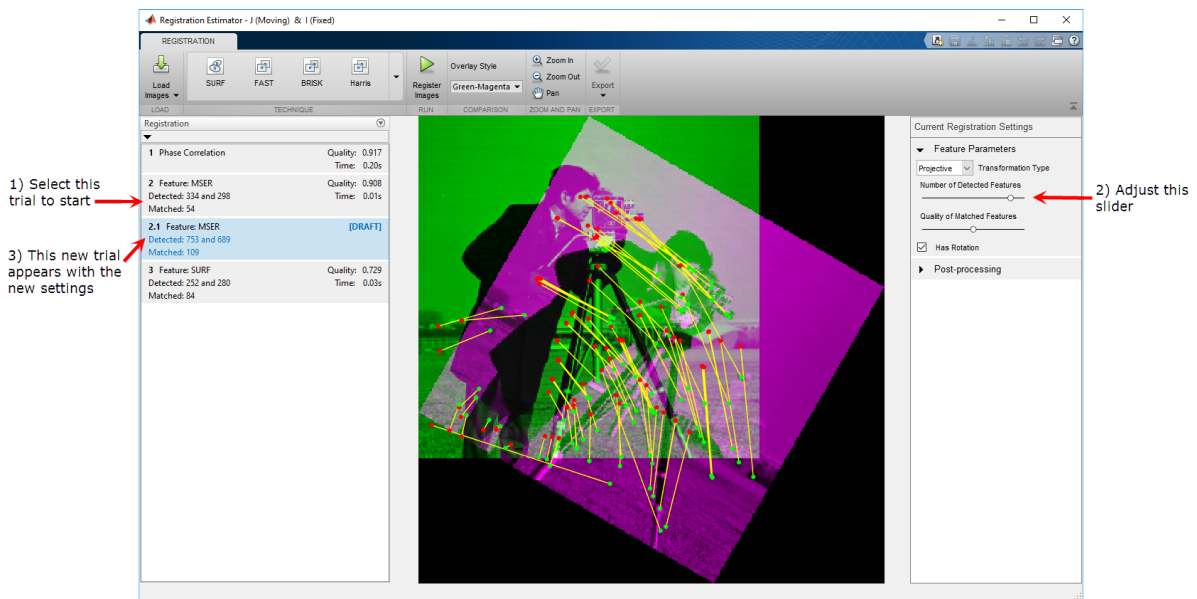 Registration Estimator - J (Moving) & I (Fixed)
REGISTRATION
Load Images
SURF
FAST
BRISK
Harris
Register Images
Overlay Style
Green-Magenta
Zoom In
Zoom Out
Pan
Export
LOAD
TECHNIQUE
RUN
COMPARISON
ZOOM AND PAN
EXPORT
Registration
1 Phase Correlation
Quality: 0.917
Time: 0.20s
2 Feature: MSER
Quality: 0.908
Detected: 334 and 298
Time: 0.01s
Matched: 54
2.1 Feature: MSER
[DRAFT]
Detected: 753 and 689
Matched: 109
3 Feature: SURF
Quality: 0.729
Detected: 252 and 280
Time: 0.03s
Matched: 84
Current Registration Settings
Feature Parameters
Projective
Transformation Type
Number of Detected Features
Quality of Matched Features
Has Rotation
Post-processing
1) Select this
trial to start
3) This new trial
appears with the
new settings
2) Adjust this
slider